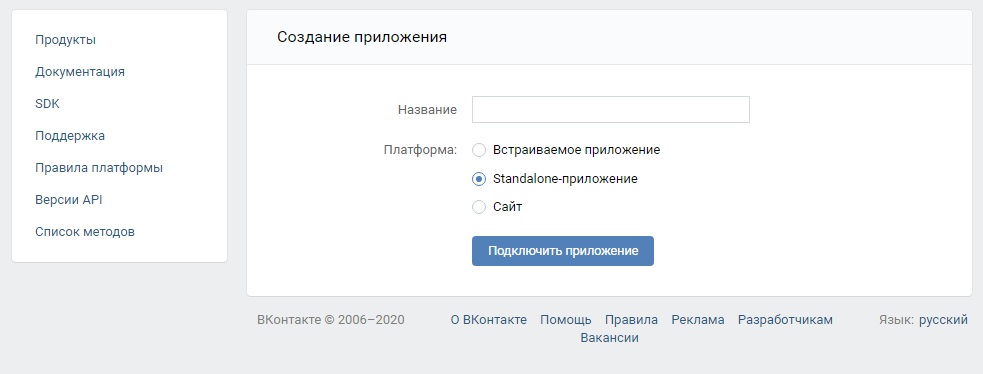 Продукты
Документация
SDK
Поддержка
Правила платформы
Версии API
Список методов
Создание приложения
Название
Платформа:
Встраиваемое приложение
Standalone-приложение
Сайт
Подключить приложение
ВКонтакте © 2006–2020
О ВКонтакте Помощь Правила Реклама Разработчикам
Вакансии
Язык: русский